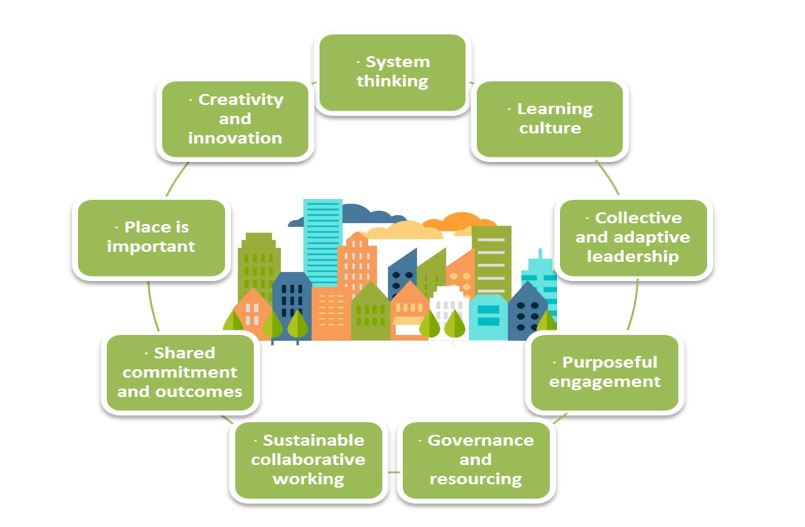 · System
thinking
· Learning
culture
· Collective
and adaptive
leadership
· Purposeful
engagement
· Governance
and
resourcing
· Sustainable
collaborative
working
· Shared
commitment
and outcomes
· Place is
important
· Creativity
and
innovation